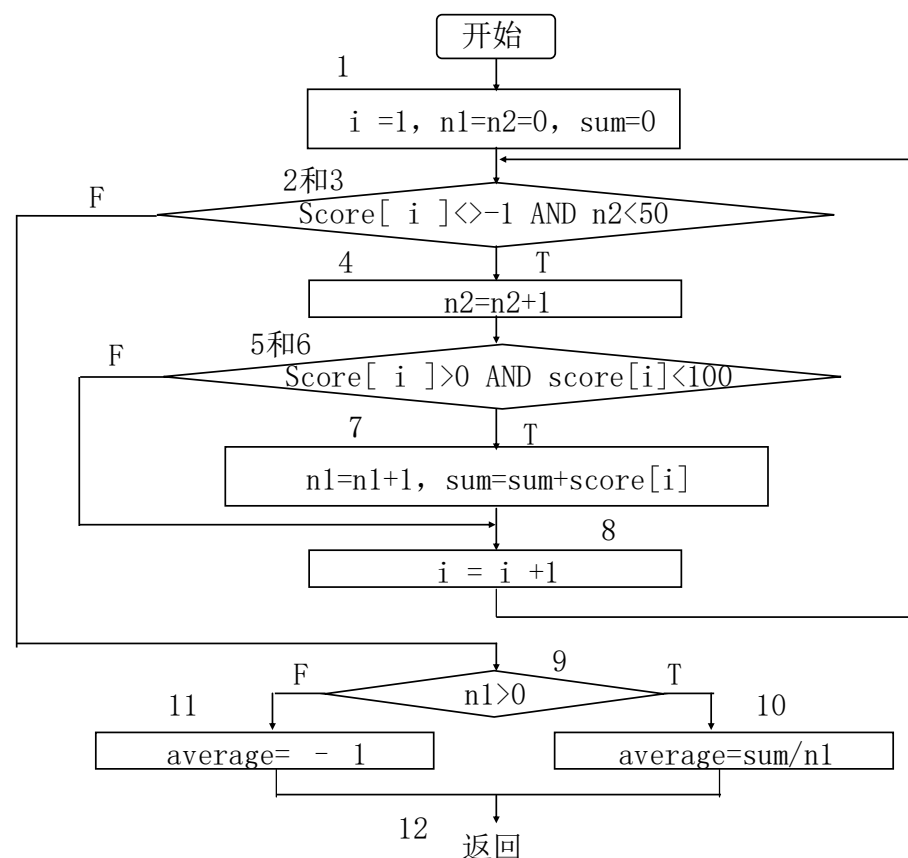 开始
1
i =1, n1=n2=0, sum=0
2和3
F
Score[ i ]<>-1 AND n2<50
4
T
n2=n2+1
5和6
F
Score[ i ]>0 AND score[i]<100
7
T
n1=n1+1, sum=sum+score[i]
8
i = i +1
9
F
T
n1>0
11
10
average= – 1
average=sum/n1
12
返回